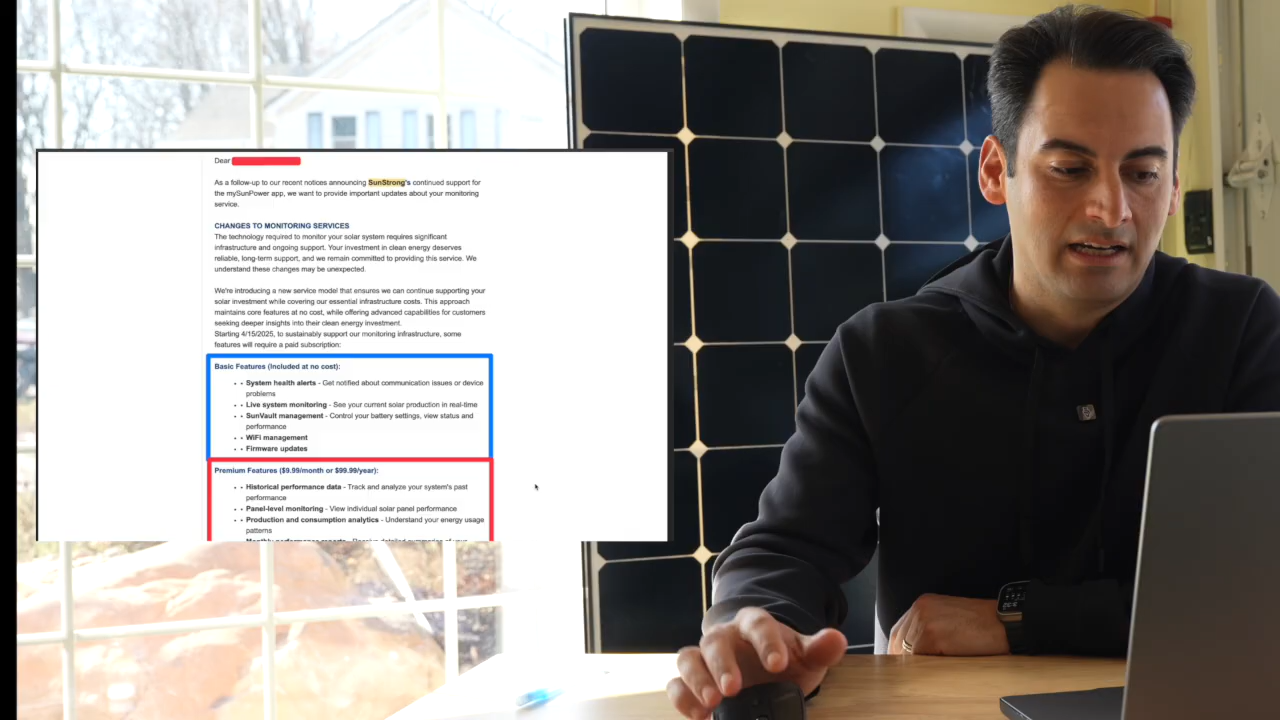 Dear
As a follow-up to our recent notices announcing SunStrong's continued support for
the mySunPower app, we want to provide important updates about your monitoring
service.
CHANGES TO MONITORING SERVICES
The technology required to monitor your solar system requires significant
infrastructure and ongoing support. Your investment in clean energy deserves
reliable, long-term support, and we remain committed to providing this service. We
understand these changes may be unexpected.
We're introducing a new service model that ensures we can continue supporting your
solar investment while covering our essential infrastructure costs. This approach
maintains core features at no cost, while offering advanced capabilities for customers
seeking deeper insights into their clean energy investment.
Starting 4/15/2025, to sustainably support our monitoring infrastructure, some
features will require a paid subscription:
Basic Features (Included at no cost):
• • System health alerts - Get notified about communication issues or device
problems
• • Live system monitoring - See your current solar production in real-time
• • SunVault management - Control your battery settings, view status and
performance
• • WiFi management
• • Firmware updates
Premium Features ($9.99/month or $99.99/year):
• • Historical performance data - Track and analyze your system's past
performance
• • Panel-level monitoring - View individual solar panel performance
• • Production and consumption analytics - Understand your energy usage
patterns